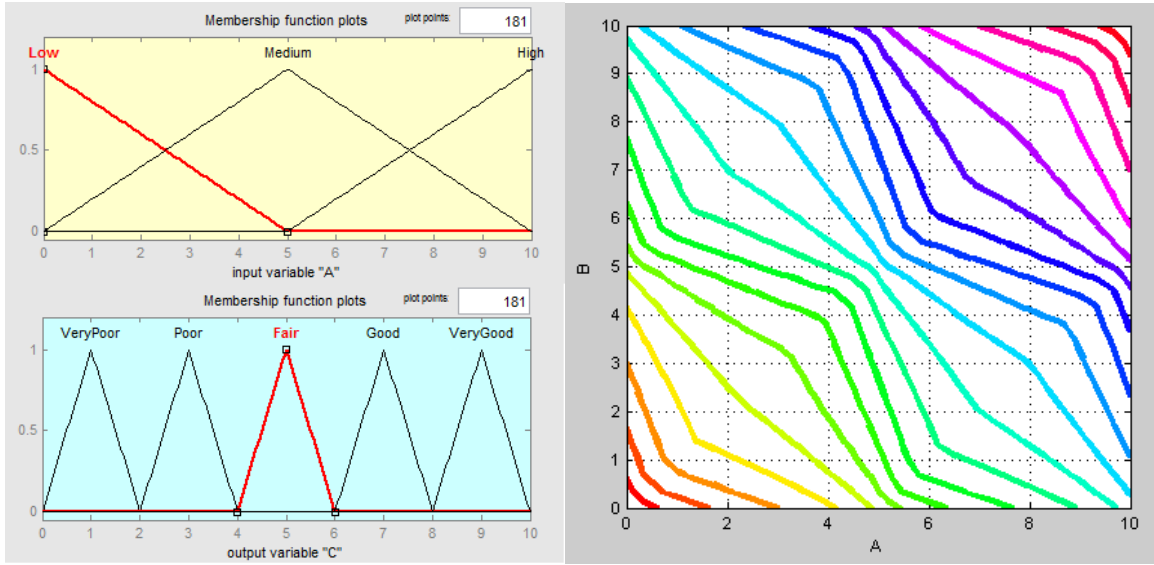 Membership function plots plot points: 181
Low Medium High
1
0.5
0
0 1 2 3 4 5 6 7 8 9 10
input variable "A"
Membership function plots plot points: 181
VeryPoor Poor Fair Good VeryGood
1
0.5
0
0 1 2 3 4 5 6 7 8 9 10
output variable "C"
10
9
8
7
6
5
B
4
3
2
1
0
0 2 4 6 8 10
A